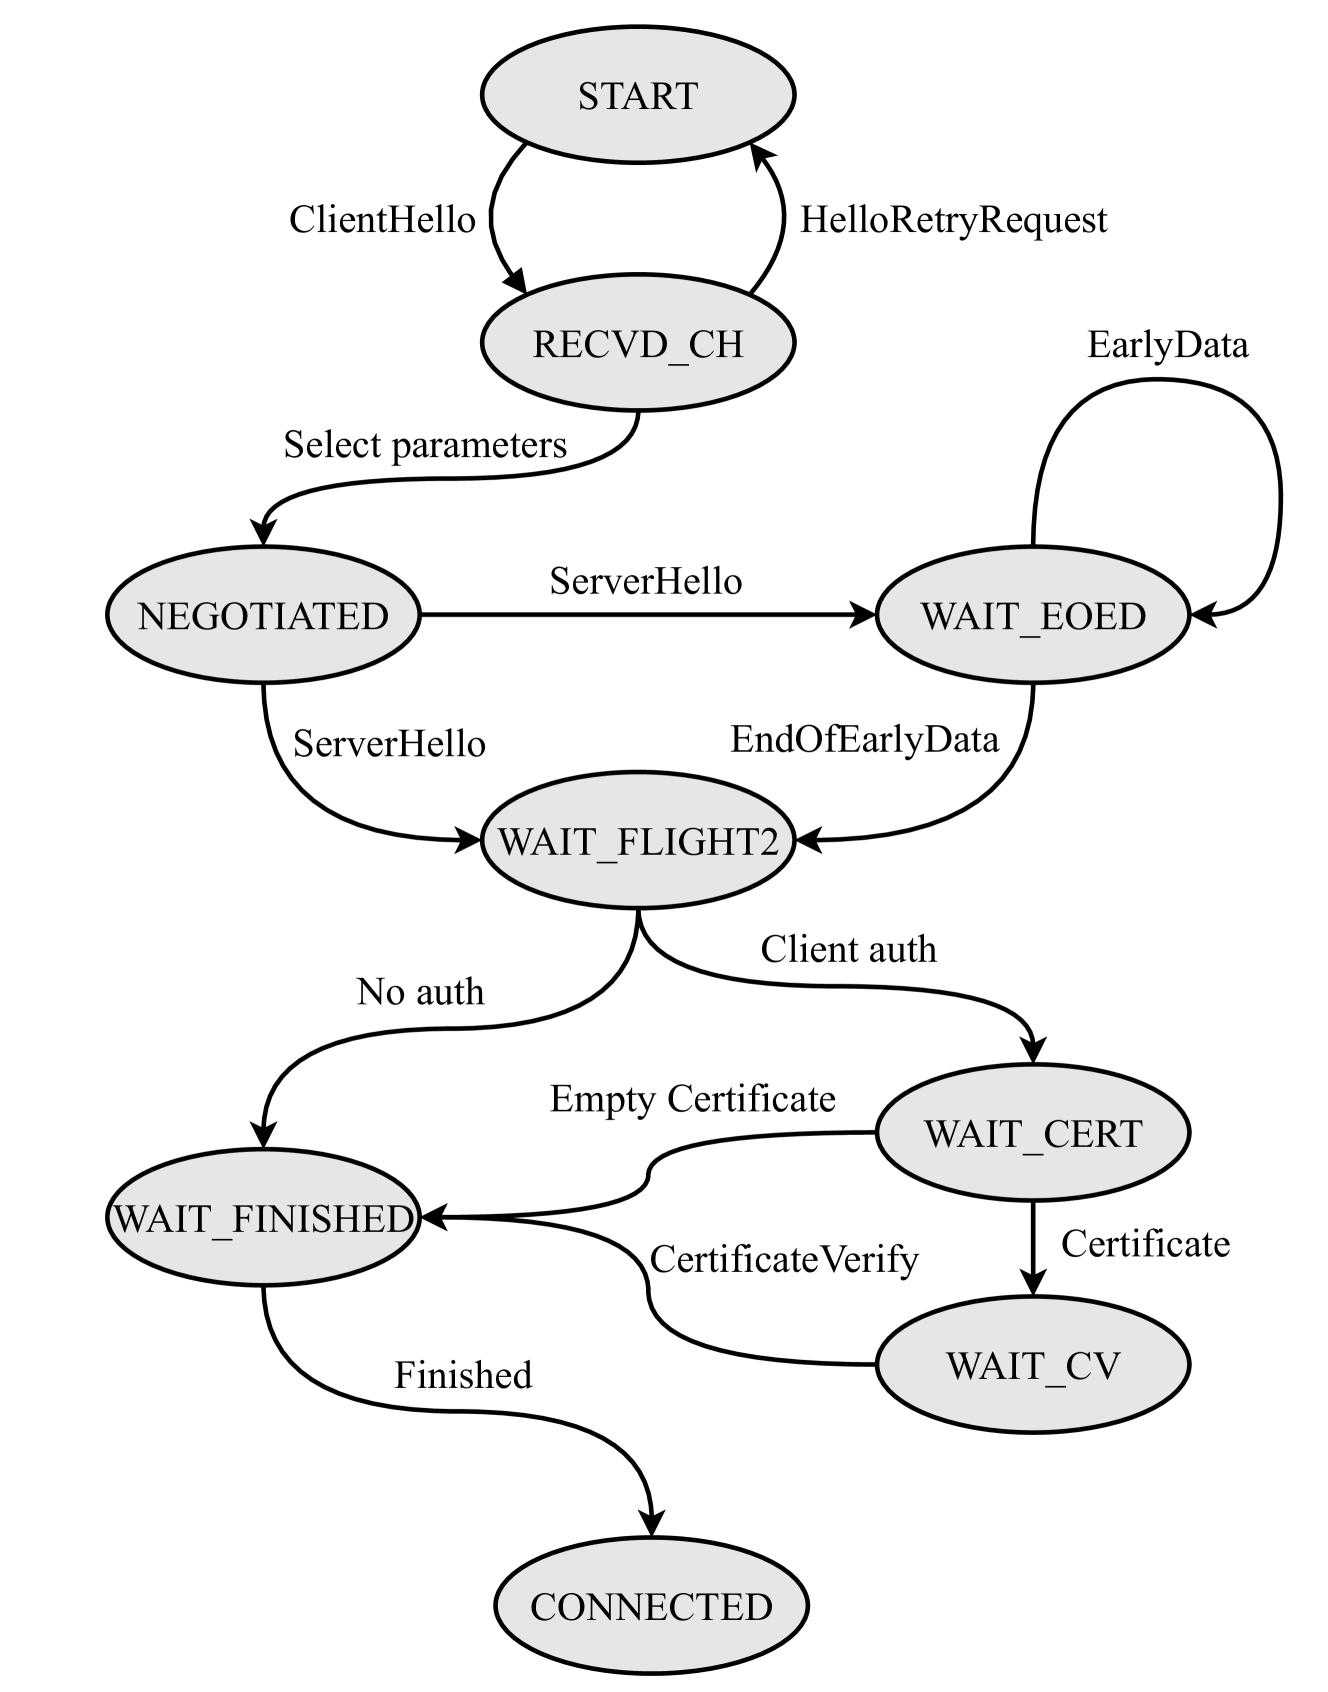 START
ClientHello
HelloRetryRequest
RECVD_CH
EarlyData
Select parameters
ServerHello
NEGOTIATED
WAIT_EOED
ServerHello
EndOfEarlyData
WAIT_FLIGHT2
Client auth
No auth
Empty Certificate
WAIT_CERT
WAIT_FINISHED
Certificate
CertificateVerify
WAIT_CV
Finished
CONNECTED